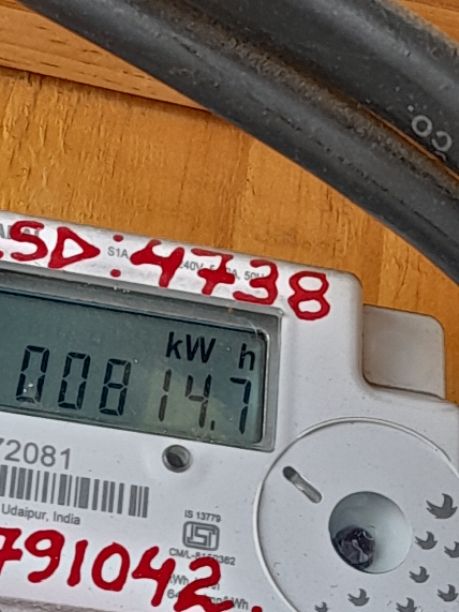 SD:4738
S1A
kW h
00814.7
72081
Udaipur, India
IS 13779
791042.